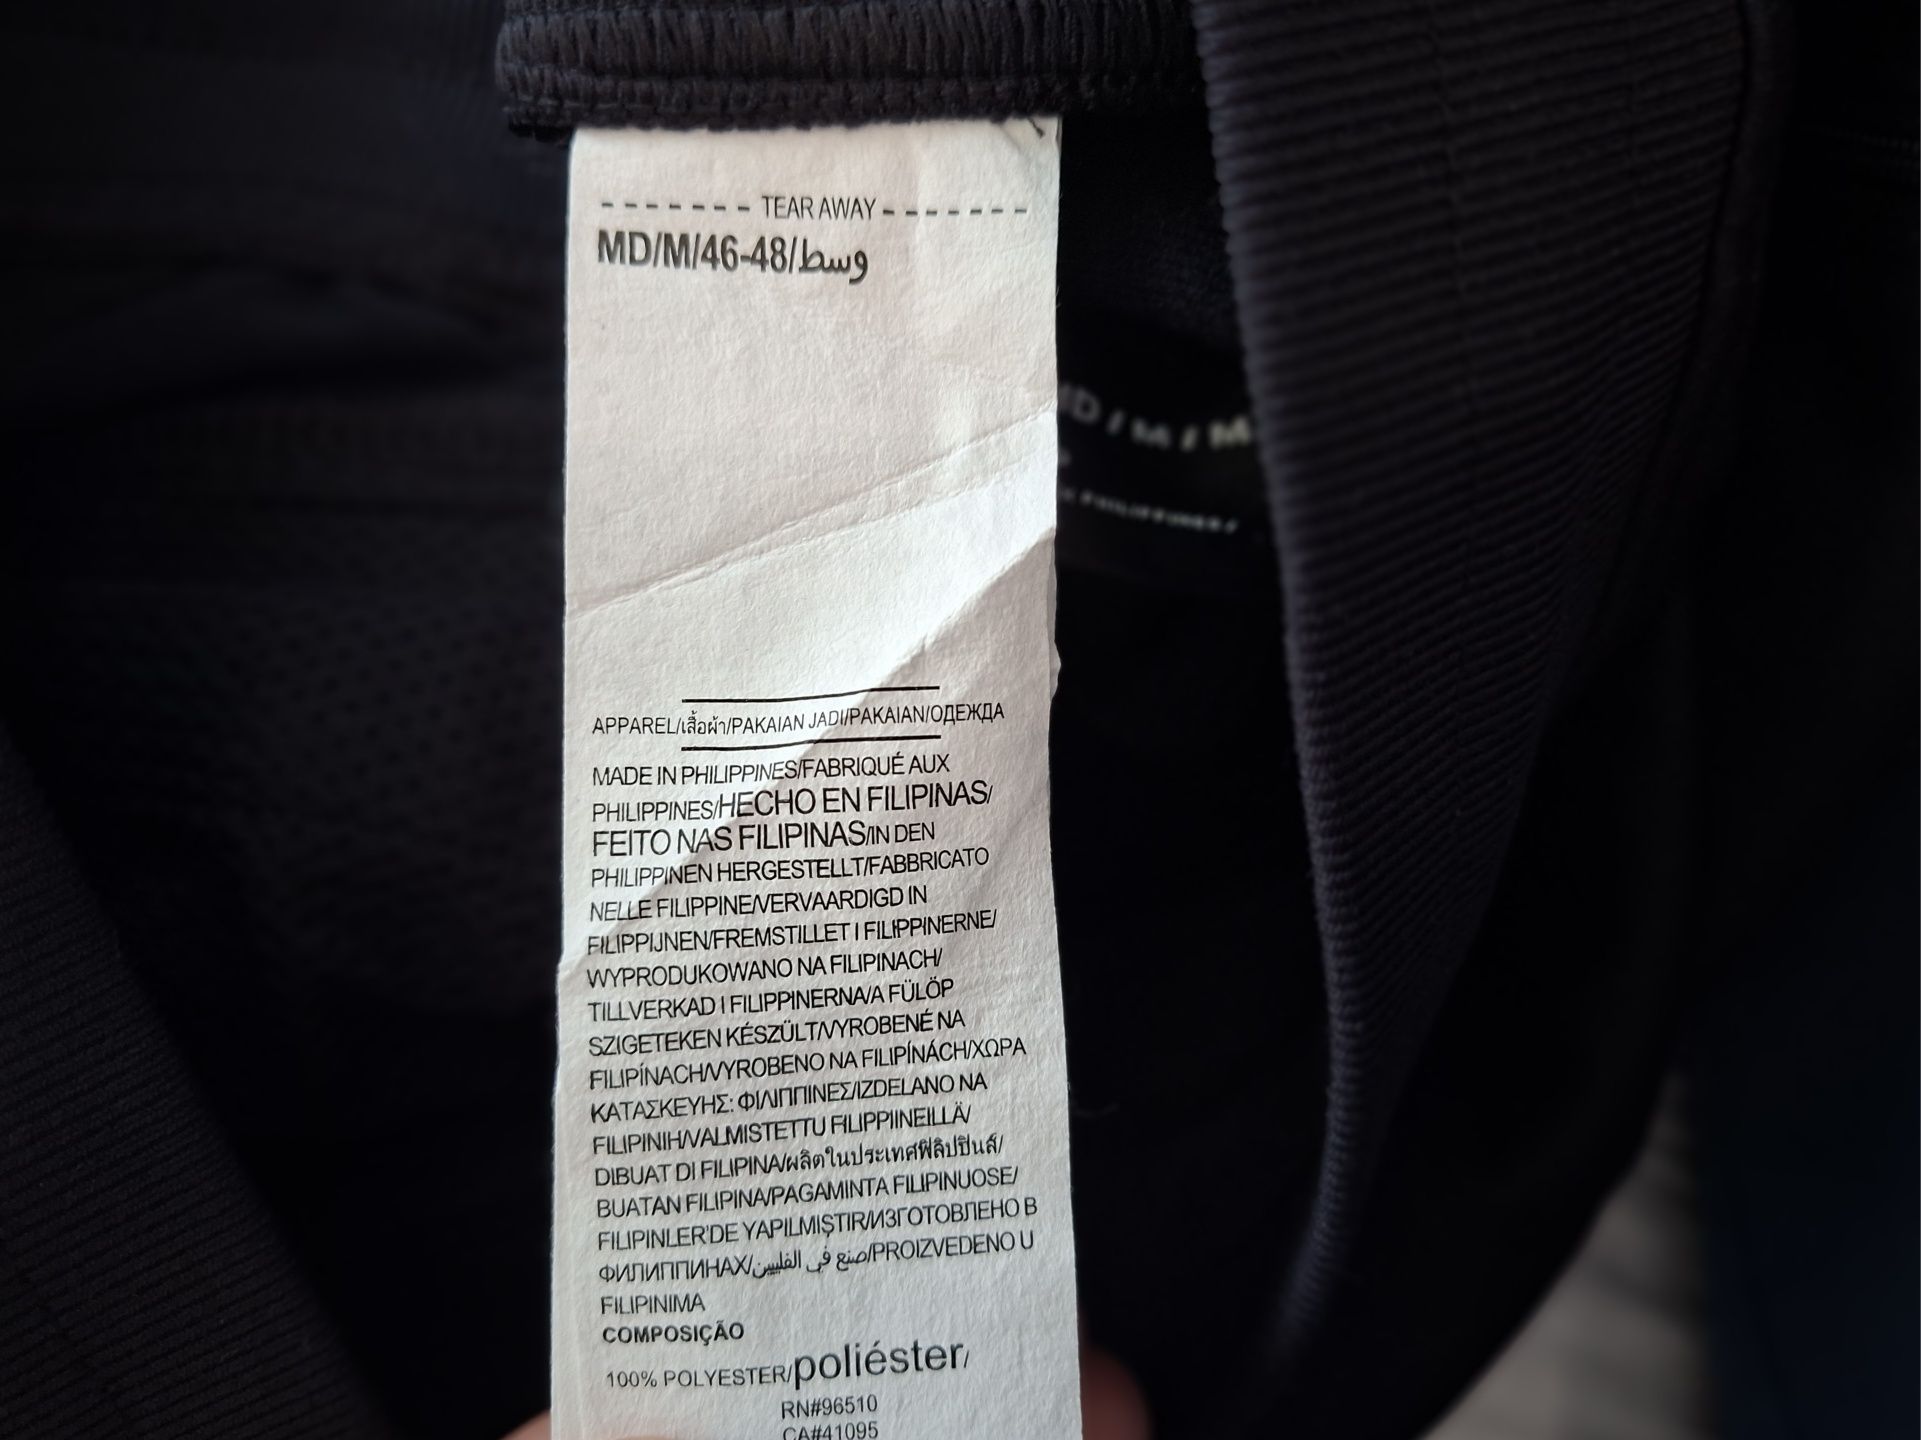 TEAR AWAY
MD/M/46-48/وسط
APPAREL/เสื้อผ้า/PAKAIAN JADI/PAKAIAN/ОДЕЖДА
MADE IN PHILIPPINES/FABRIQUÉ AUX
PHILIPPINES/HECHO EN FILIPINAS/
FEITO NAS FILIPINAS/IN DEN
PHILIPPINEN HERGESTELLT/FABBRICATO
NELLE FILIPPINE/VERVAARDIGD IN
FILIPPIJNEN/FREMSTILLET I FILIPPINERNE/
WYPRODUKOWANO NA FILIPINACH/
TILLVERKAD I FILIPPINERNA/A FÜLÖP
SZIGETEKEN KÉSZÜLT/VYROBENÉ NA
FILIPÍNACH/VYROBENO NA FILIPÍNÁCH/ΧΩΡΑ
ΚΑΤΑΣΚΕΥΗΣ: ΦΙΛΙΠΠΙΝΕΣ/IZDELANO NA
FILIPINIH/VALMISTETTU FILIPPIINEILLÄ/
DIBUAT DI FILIPINA/ผลิตในประเทศฟิลิปปินส์/
BUATAN FILIPINA/PAGAMINTA FILIPINUOSE/
FILIPINLER'DE YAPILMIŞTIR/ИЗГОТОВЛЕНО В
ФИЛИППИНАХ/صنع في الفلبين/PROIZVEDENO U
FILIPINIMA
COMPOSIÇÃO
100% POLYESTER/poliéster/
RN#96510
CA#41095
MD / M / M
PHILIPPINES /